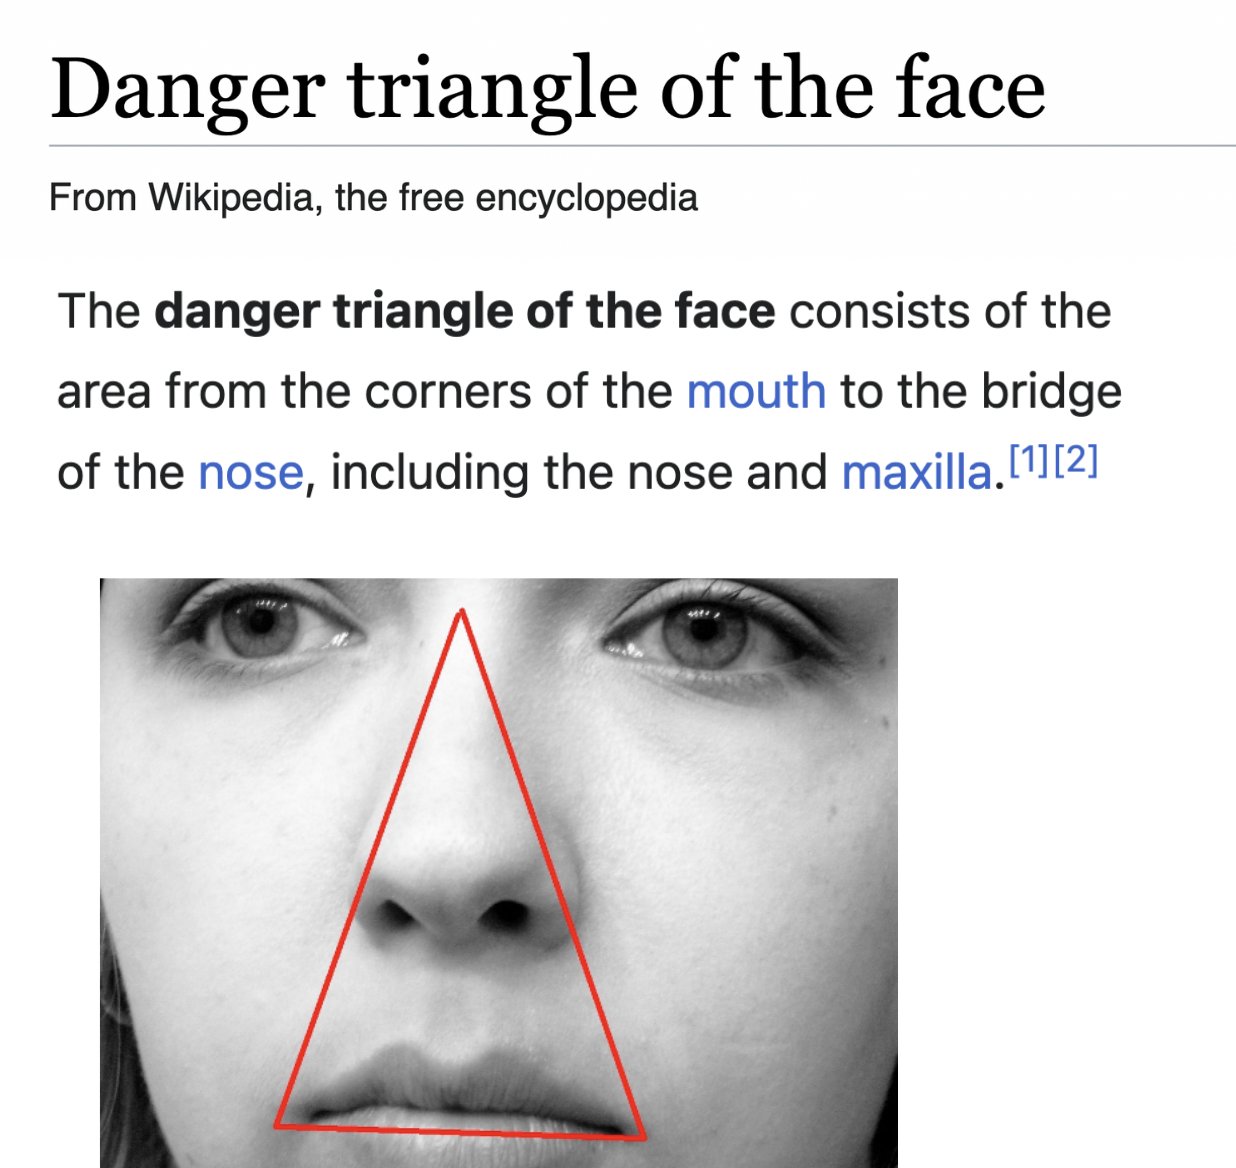 Danger triangle of the face
From Wikipedia, the free encyclopedia
The danger triangle of the face consists of the
area from the corners of the mouth to the bridge
of the nose, including the nose and maxilla.[1][2]